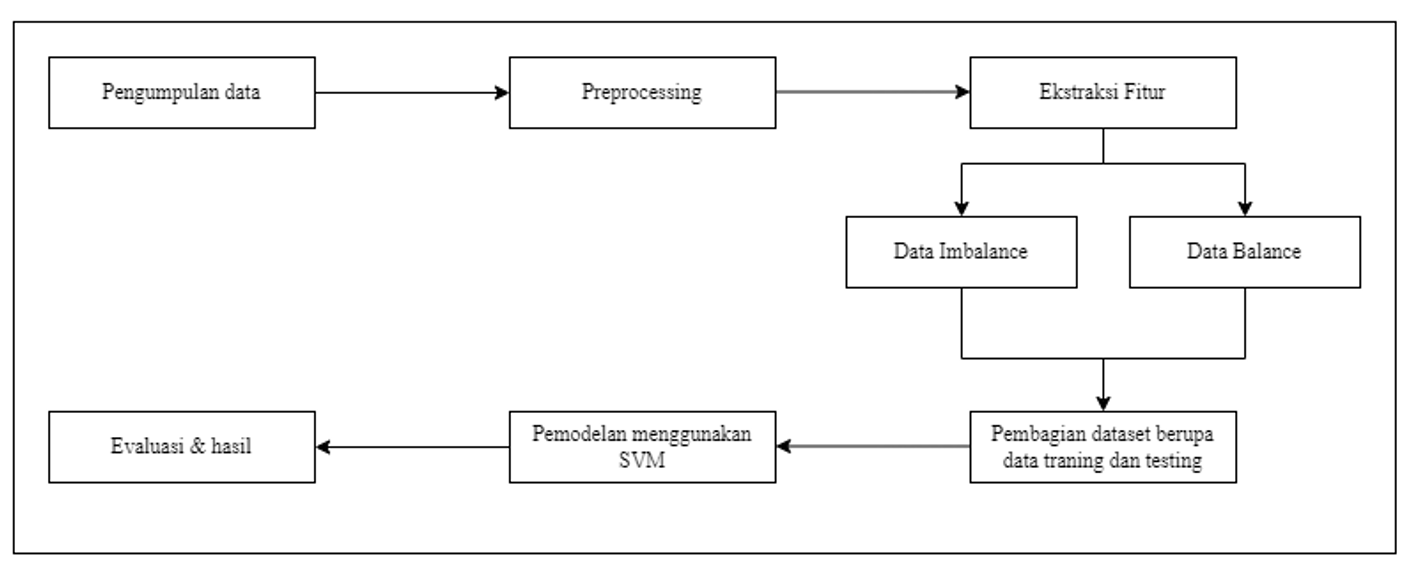 Pengumpulan data
Preprocessing
Ekstraksi Fitur
Data Imbalance
Data Balance
Pembagian dataset berupa
data traning dan testing
Pemodelan menggunakan
SVM
Evaluasi & hasil